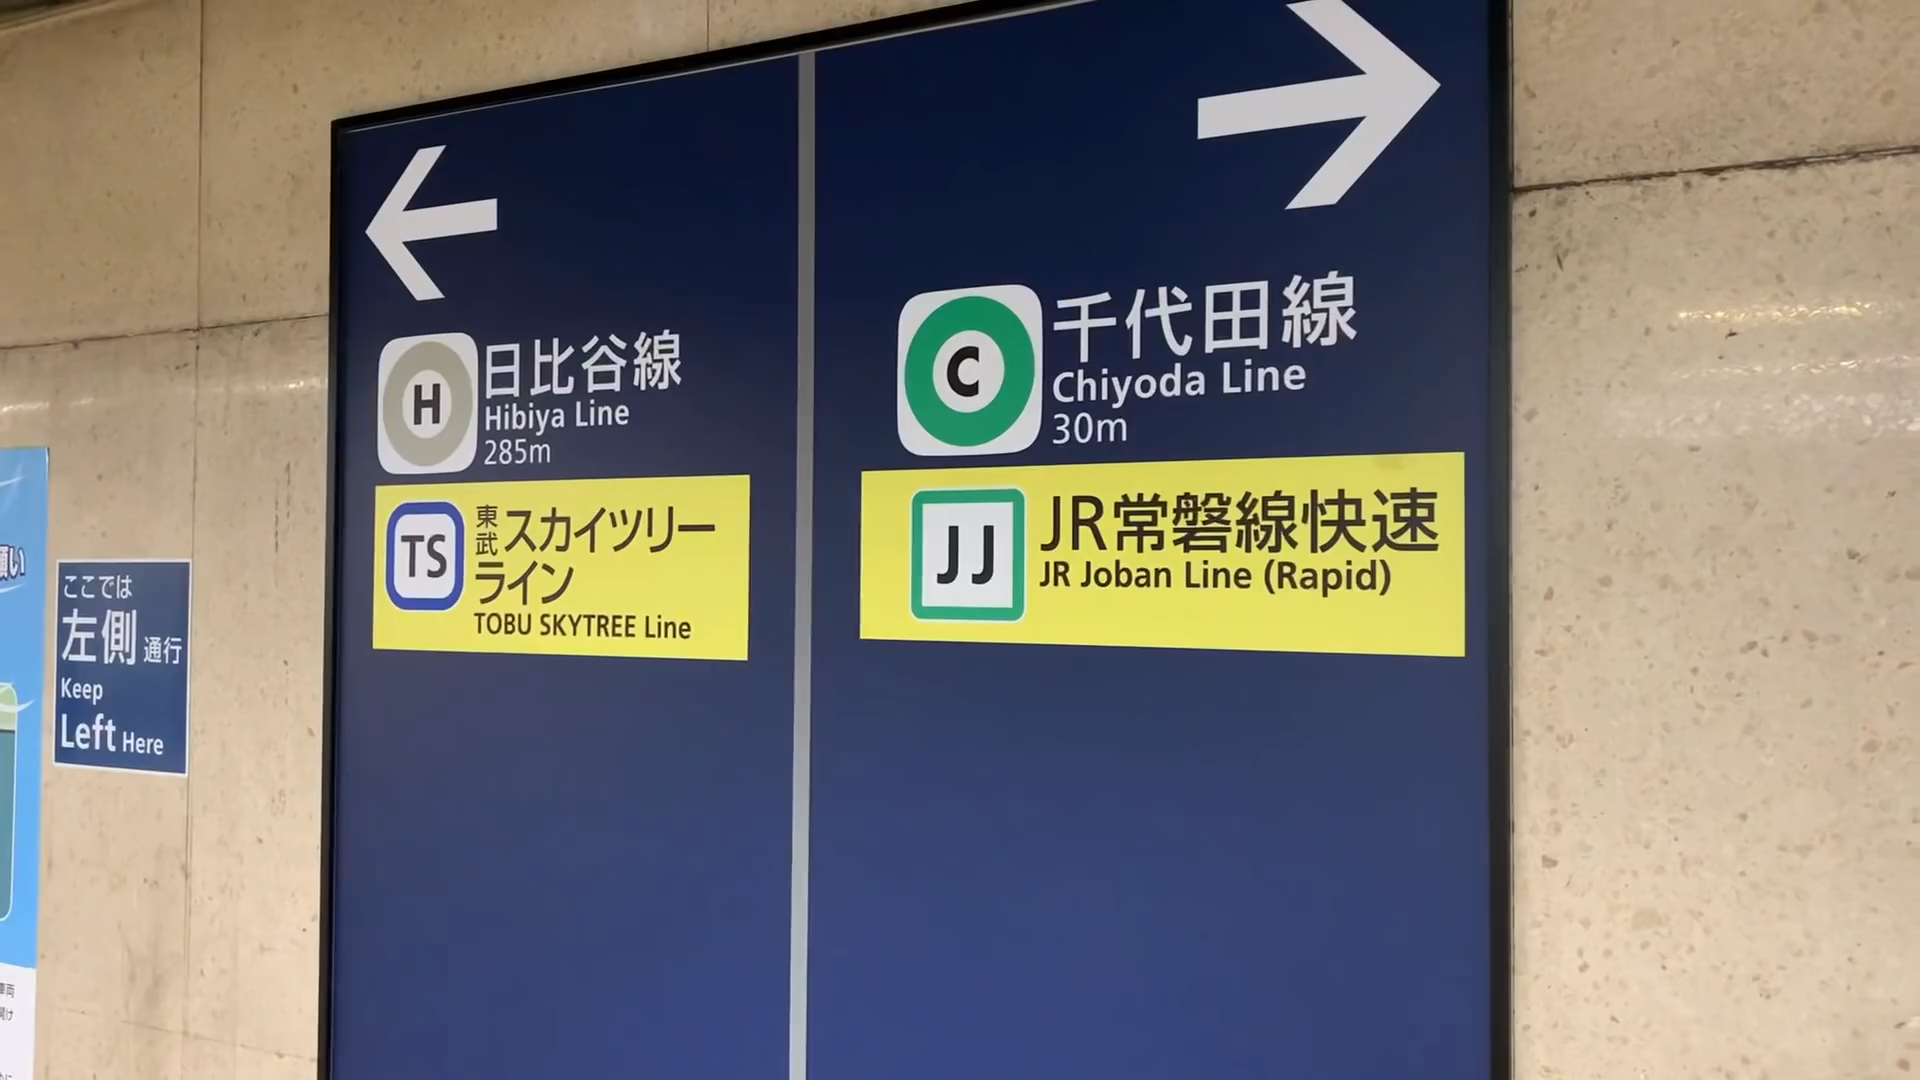 H 日比谷線
Hibiya Line
285m
TS 東武スカイツリー
ライン
TOBU SKYTREE Line
C 千代田線
Chiyoda Line
30m
JJ JR常磐線快速
JR Joban Line (Rapid)
ここでは
左側通行
Keep
Left Here
願い